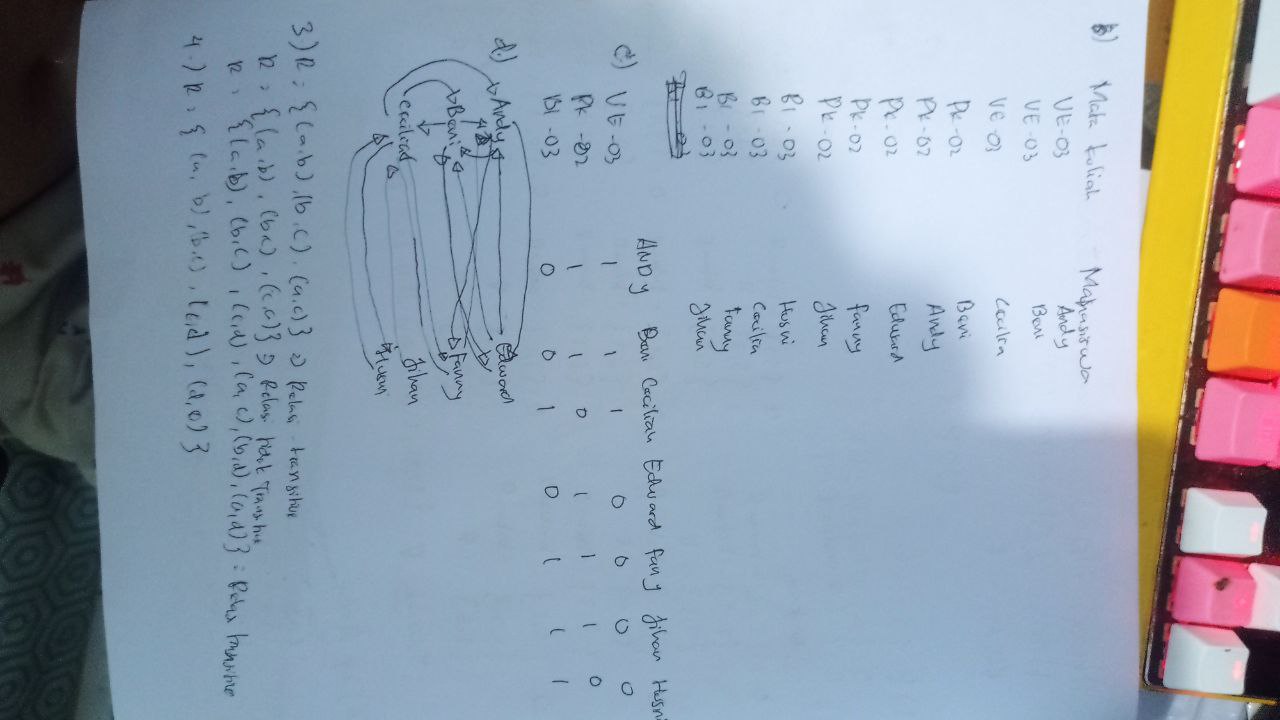 b) Mata kuliah Mahasiswa
VE-03 Andy
VE-03 Beni
VE-03 Cecilia
PK-02 Beni
PK-02 Andy
PK-02 Edward
PK-02 Fanny
PK-02 Jihan
BI-03 Husni
BI-03 Cecilia
BI-03 Fanny
BI-03 Jihan
ANDY Beni Cecilian Edward Fany Jihan Husni
c.) VE-03 1 1 1 0 0 0 0
PK-02 1 1 0 1 1 1 0
BI-03 0 0 1 0 1 1 1
d.) Andy Edward
Beni Fanny
Cecilia Jihan
Husni
3) R = {(a,b),(b,c),(a,c)} => Relasi transitive
R = {(a,b),(b,c),(c,a)} => Relasi tidak Transitive
R = {(a,b),(b,c),(c,d),(a,c),(b,d),(a,d)} = Relasi transitive
4.) R = {(a,b),(b,c),(c,d),(d,a)}